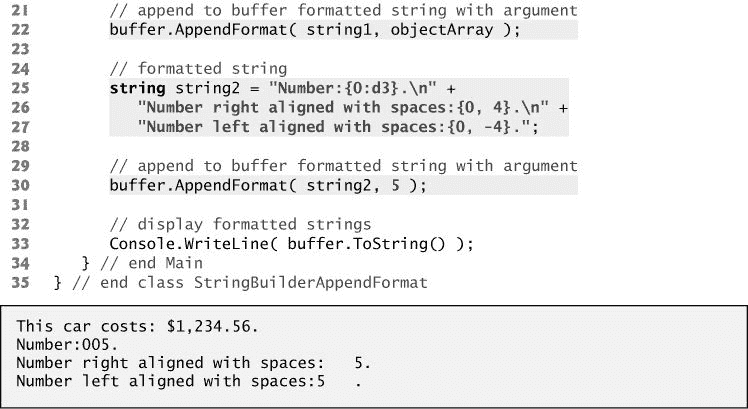 21 // append to buffer formatted string with argument
22 buffer.AppendFormat( string1, objectArray );
23
24 // formatted string
25 string string2 = "Number:{0:d3}.\n" +
26 "Number right aligned with spaces:{0, 4}.\n" +
27 "Number left aligned with spaces:{0, -4}.";
28
29 // append to buffer formatted string with argument
30 buffer.AppendFormat( string2, 5 );
31
32 // display formatted strings
33 Console.WriteLine( buffer.ToString() );
34 } // end Main
35 } // end class StringBuilderAppendFormat
This car costs: $1,234.56.
Number:005.
Number right aligned with spaces:   5.
Number left aligned with spaces:5   .